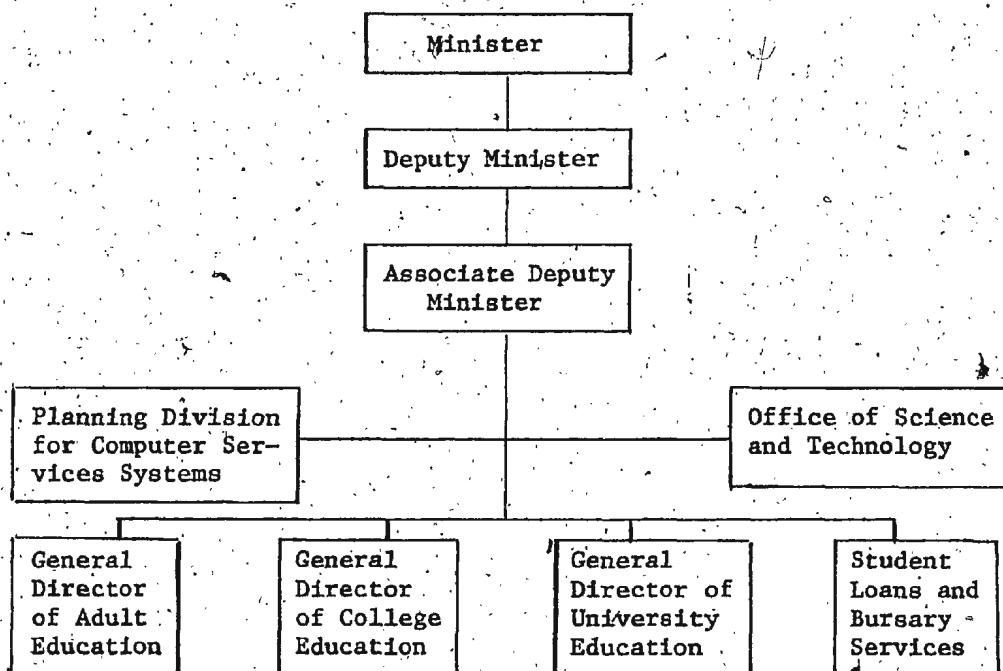 Minister
Deputy Minister
Associate Deputy
Minister
Planning Division
for Computer Ser-
vices Systems
Office of Science
and Technology
General
Director
of Adult
Education
General
Director
of College
Education
General
Director of
University
Education
Student
Loans and
Bursary
Services